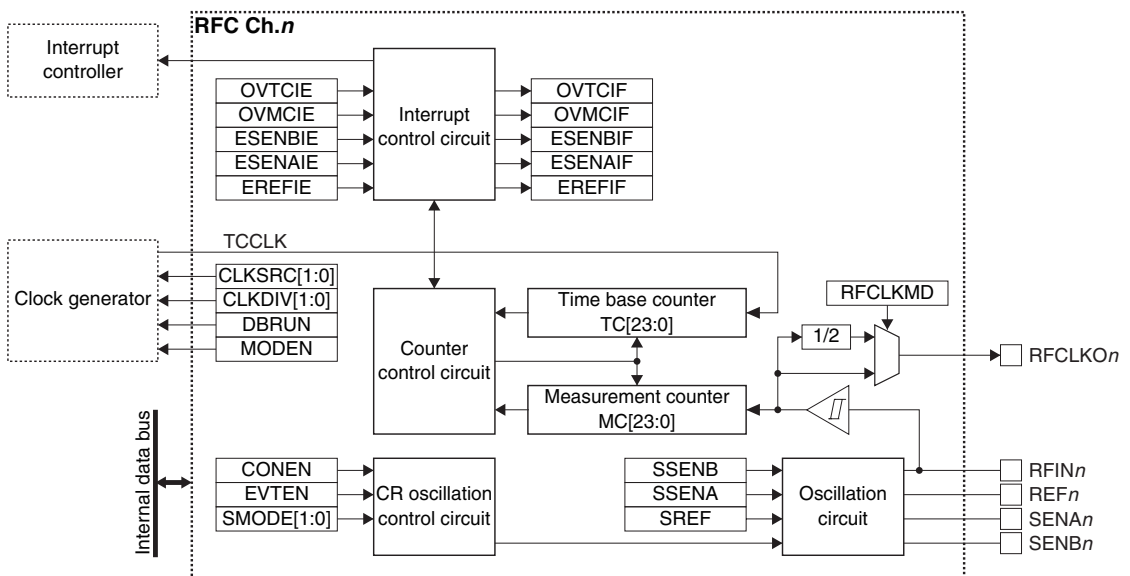 RFC Ch.n
Interrupt
controller
OVTCIE
OVMCIE
ESENBIE
ESENAIE
EREFIE
Interrupt
control circuit
OVTCIF
OVMCIF
ESENBIF
ESENAIF
EREFIF
TCCLK
Clock generator
CLKSRC[1:0]
CLKDIV[1:0]
DBRUN
MODEN
Counter
control circuit
Time base counter
TC[23:0]
Measurement counter
MC[23:0]
RFCLKMD
1/2
RFCLKOn
Internal data bus
CONEN
EVTEN
SMODE[1:0]
CR oscillation
control circuit
SSENB
SSENA
SREF
Oscillation
circuit
RFINn
REFn
SENAn
SENBn